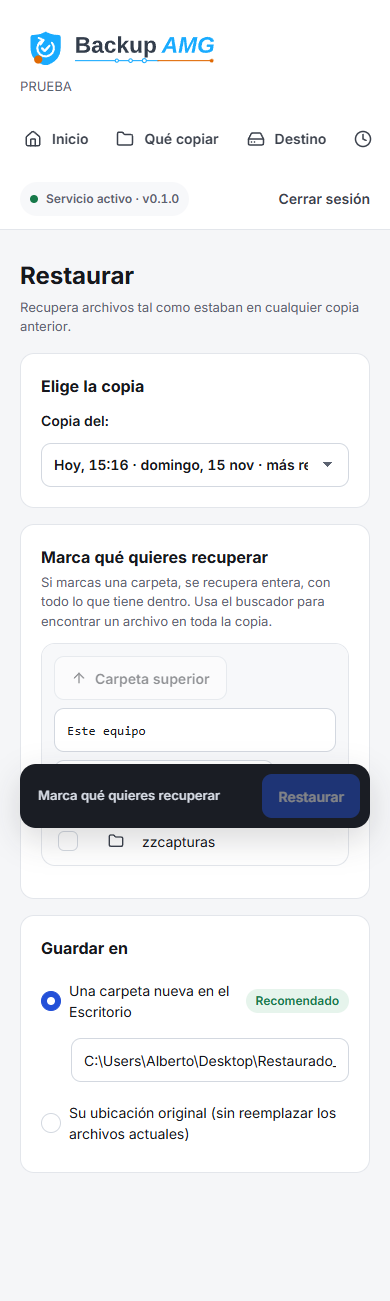 Backup AMG
PRUEBA
Inicio
Qué copiar
Destino
Servicio activo · v0.1.0
Cerrar sesión
Restaurar
Recupera archivos tal como estaban en cualquier copia
anterior.
Elige la copia
Copia del:
Hoy, 15:16 · domingo, 15 nov · más re
Marca qué quieres recuperar
Si marcas una carpeta, se recupera entera, con
todo lo que tiene dentro. Usa el buscador para
encontrar un archivo en toda la copia.
Carpeta superior
Este equipo
Marca qué quieres recuperar
Restaurar
zzcapturas
Guardar en
Una carpeta nueva en el
Escritorio
Recomendado
C:\Users\Alberto\Desktop\Restaurado_
Su ubicación original (sin reemplazar los
archivos actuales)